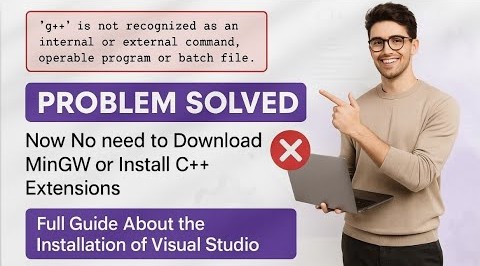 'g++' is not recognized as an
internal or external command,
operable program or batch file.
PROBLEM SOLVED
Now No need to Download
MinGW or Install C++
Extensions
Full Guide About the
Installation of Visual Studio